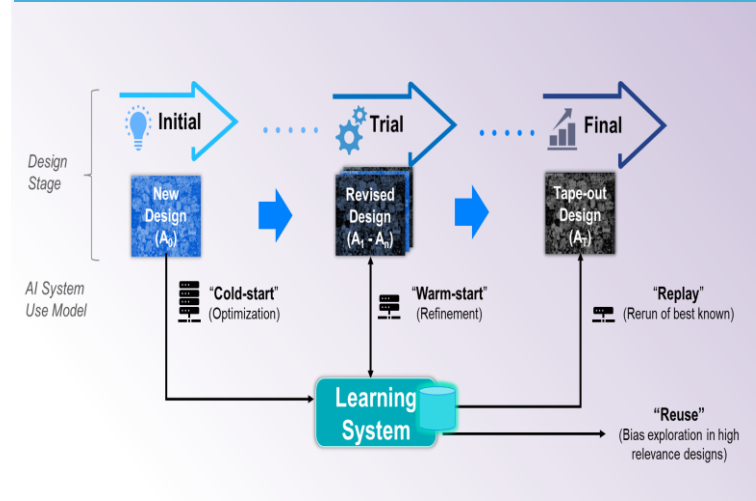 Initial
Trial
Final
Design
Stage
New
Design
(A0)
Revised
Design
(A1 - An)
Tape-out
Design
(AT)
AI System
Use Model
“Cold-start”
(Optimization)
“Warm-start”
(Refinement)
“Replay”
(Rerun of best known)
Learning
System
“Reuse”
(Bias exploration in high
relevance designs)